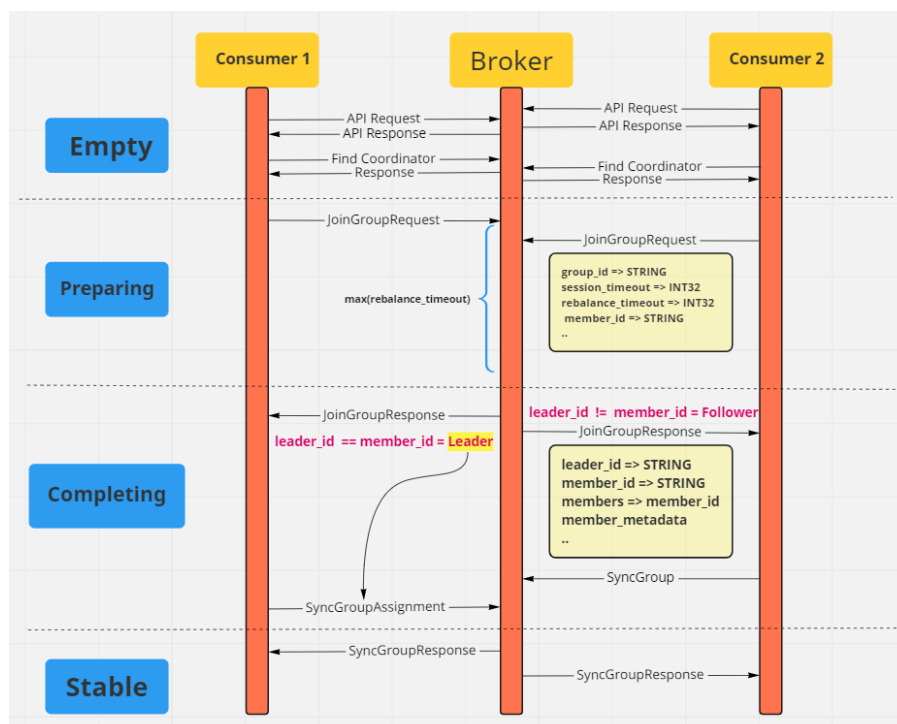 Consumer 1
Broker
Consumer 2
Empty
API Request
API Request
API Response
API Response
Find Coordinator
Find Coordinator
Response
Response
JoinGroupRequest
JoinGroupRequest
Preparing
max(rebalance_timeout)
group_id => STRING
session_timeout => INT32
rebalance_timeout => INT32
member_id => STRING
..
JoinGroupResponse
leader_id != member_id = Follower
JoinGroupResponse
leader_id == member_id = Leader
Completing
leader_id => STRING
member_id => STRING
members => member_id
member_metadata
..
SyncGroup
SyncGroupAssignment
SyncGroupResponse
SyncGroupResponse
Stable